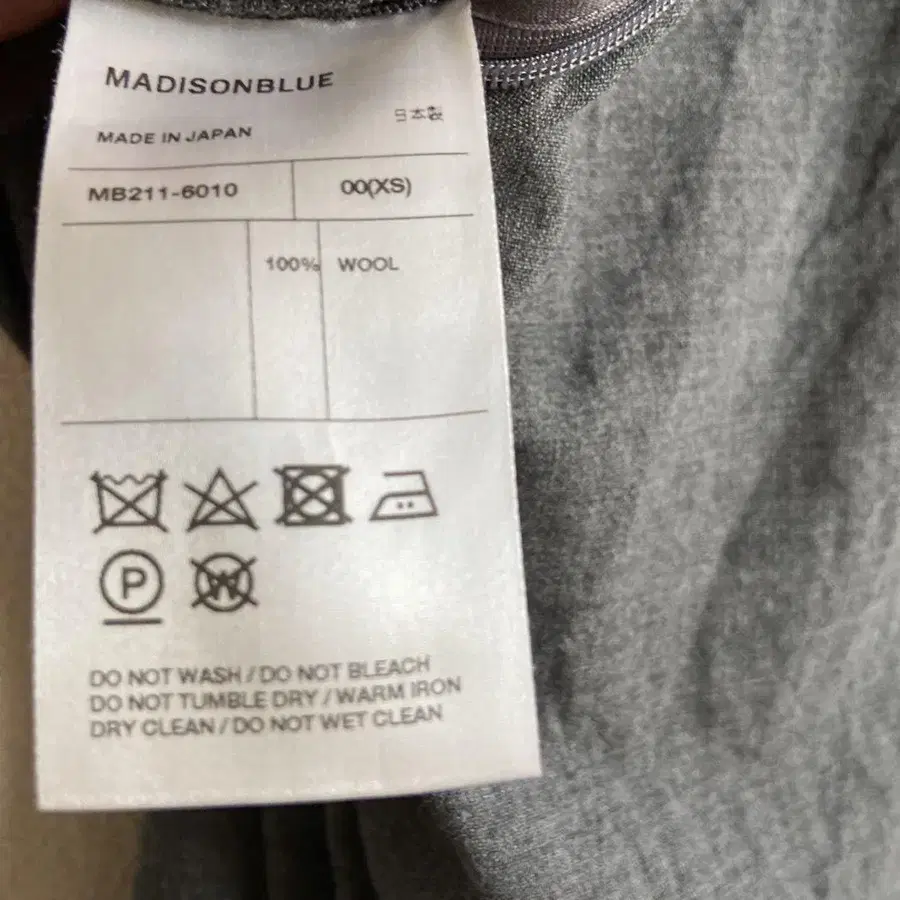 MADISONBLUE
日本製
MADE IN JAPAN
MB211-6010 00(XS)
100% WOOL
P
W
DO NOT WASH / DO NOT BLEACH
DO NOT TUMBLE DRY / WARM IRON
DRY CLEAN / DO NOT WET CLEAN